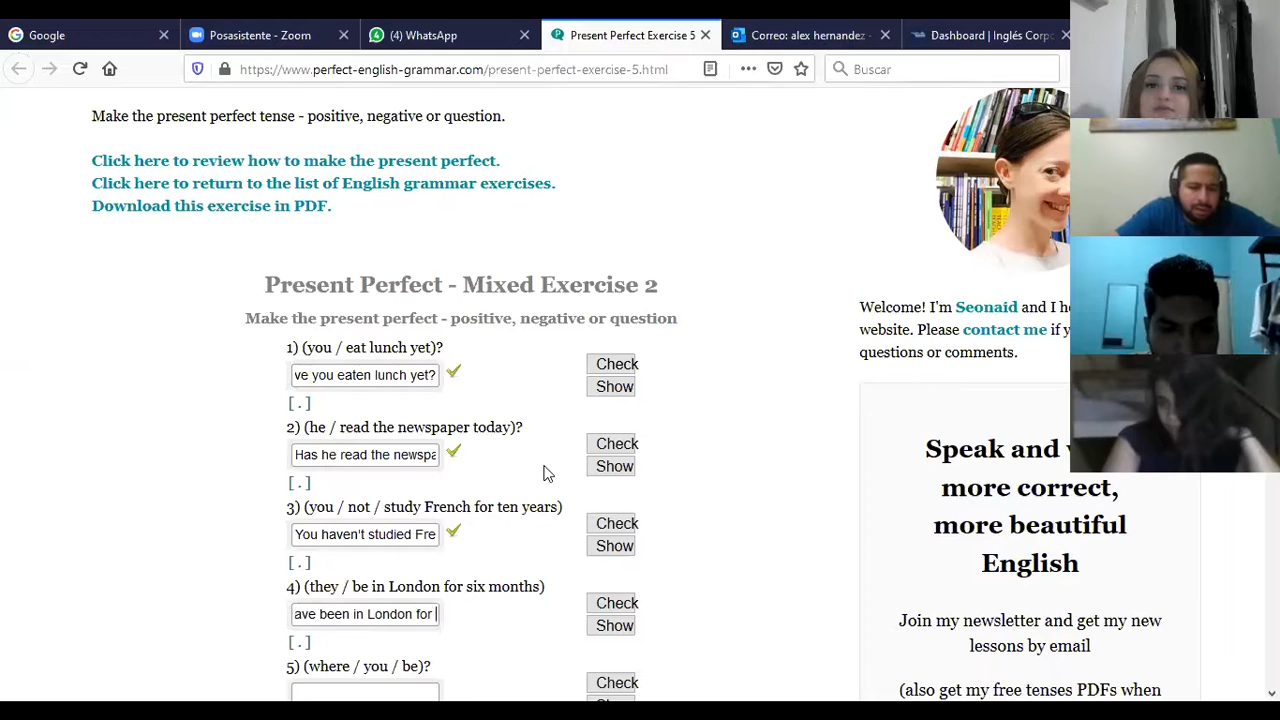 Google
Posasistente - Zoom
(4) WhatsApp
Present Perfect Exercise 5
Correo: alex hernandez -
Dashboard | Inglés Corpo
https://www.perfect-english-grammar.com/present-perfect-exercise-5.html
Buscar
Make the present perfect tense - positive, negative or question.
Click here to review how to make the present perfect.
Click here to return to the list of English grammar exercises.
Download this exercise in PDF.
Present Perfect - Mixed Exercise 2
Make the present perfect - positive, negative or question
1) (you / eat lunch yet)?
ve you eaten lunch yet?
Check
Show
[ . ]
2) (he / read the newspaper today)?
Has he read the newspa
Check
Show
[ . ]
3) (you / not / study French for ten years)
You haven't studied Fre
Check
Show
[ . ]
4) (they / be in London for six months)
ave been in London for
Check
Show
[ . ]
5) (where / you / be)?
Check
Welcome! I'm Seonaid and I h
website. Please contact me if y
questions or comments.
Speak and
more correct,
more beautiful
English
Join my newsletter and get my new
lessons by email
(also get my free tenses PDFs when